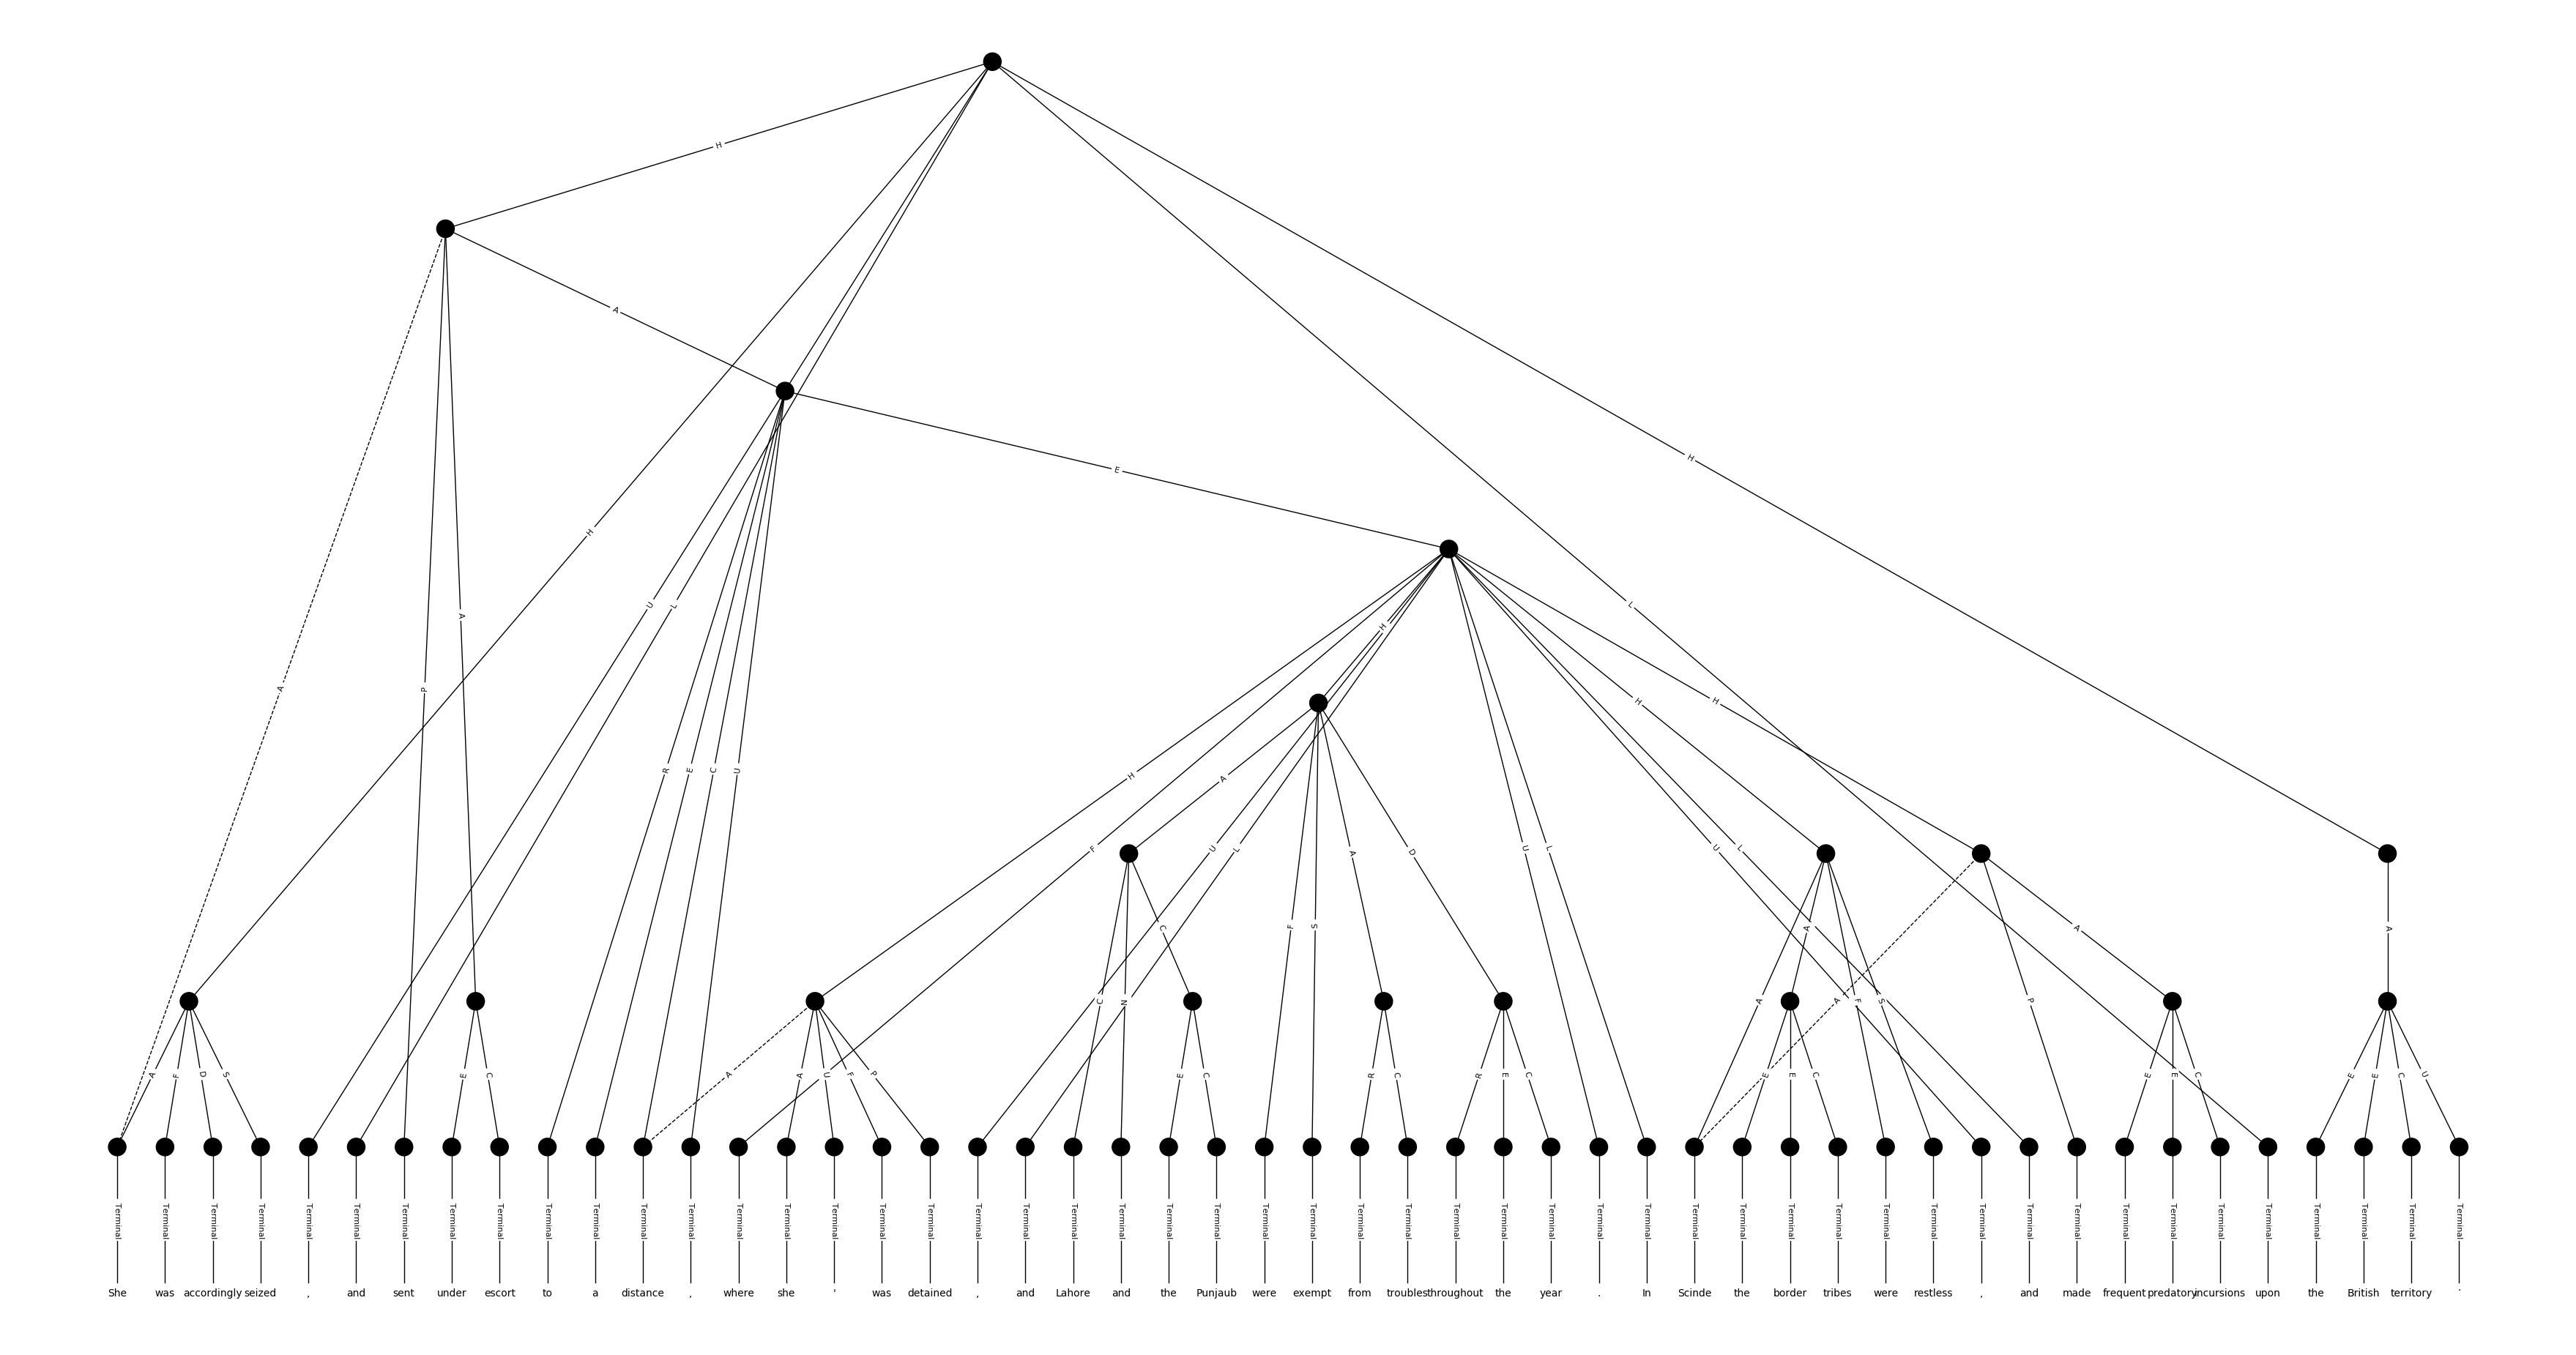 H
A
H
A
E
H
U
L
L
P
A
H
H
H
A
R
E
C
U
H
F
A
U
L
A
D
U
L
U
L
C
F
S
A
A
A
C
N
A
A
F
S
P
A
F
D
S
E
C
A
A
U
F
P
E
C
R
C
R
E
C
E
E
C
E
E
C
E
E
C
U
Terminal Terminal Terminal Terminal Terminal Terminal Terminal Terminal Terminal Terminal Terminal Terminal Terminal Terminal Terminal Terminal Terminal Terminal Terminal Terminal Terminal Terminal Terminal Terminal Terminal Terminal Terminal Terminal Terminal Terminal Terminal Terminal Terminal Terminal Terminal Terminal Terminal Terminal Terminal Terminal Terminal Terminal Terminal Terminal Terminal Terminal Terminal Terminal Terminal Terminal
She was accordingly seized , and sent under escort to a distance , where she ' was detained , and Lahore and the Punjaub were exempt from troubles throughout the year . In Scinde the border tribes were restless , and made frequent predatory incursions upon the British territory .